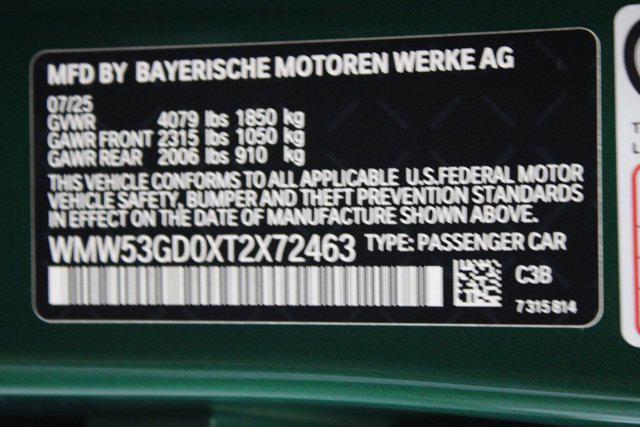 MFD BY BAYERISCHE MOTOREN WERKE AG
07/25
GVWR 4079 lbs 1850 kg
GAWR FRONT 2315 lbs 1050 kg
GAWR REAR 2006 lbs 910 kg
THIS VEHICLE CONFORMS TO ALL APPLICABLE U.S.FEDERAL MOTOR
VEHICLE SAFETY, BUMPER AND THEFT PREVENTION STANDARDS
IN EFFECT ON THE DATE OF MANUFACTURE SHOWN ABOVE.
WMW53GD0XT2X72463 TYPE: PASSENGER CAR
C3B
7315814